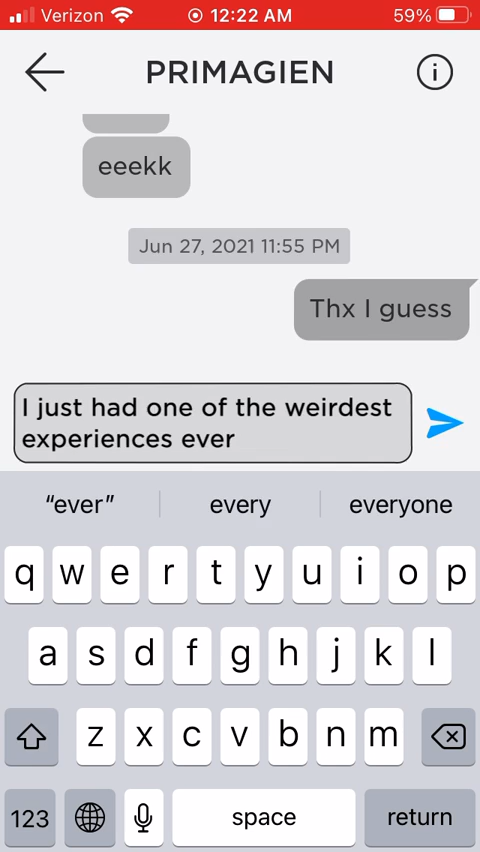 Verizon 12:22 AM 59%
PRIMAGIEN
eeekk
Jun 27, 2021 11:55 PM
Thx I guess
I just had one of the weirdest
experiences ever
“ever” every everyone
q w e r t y u i o p
a s d f g h j k l
z x c v b n m
123 space return